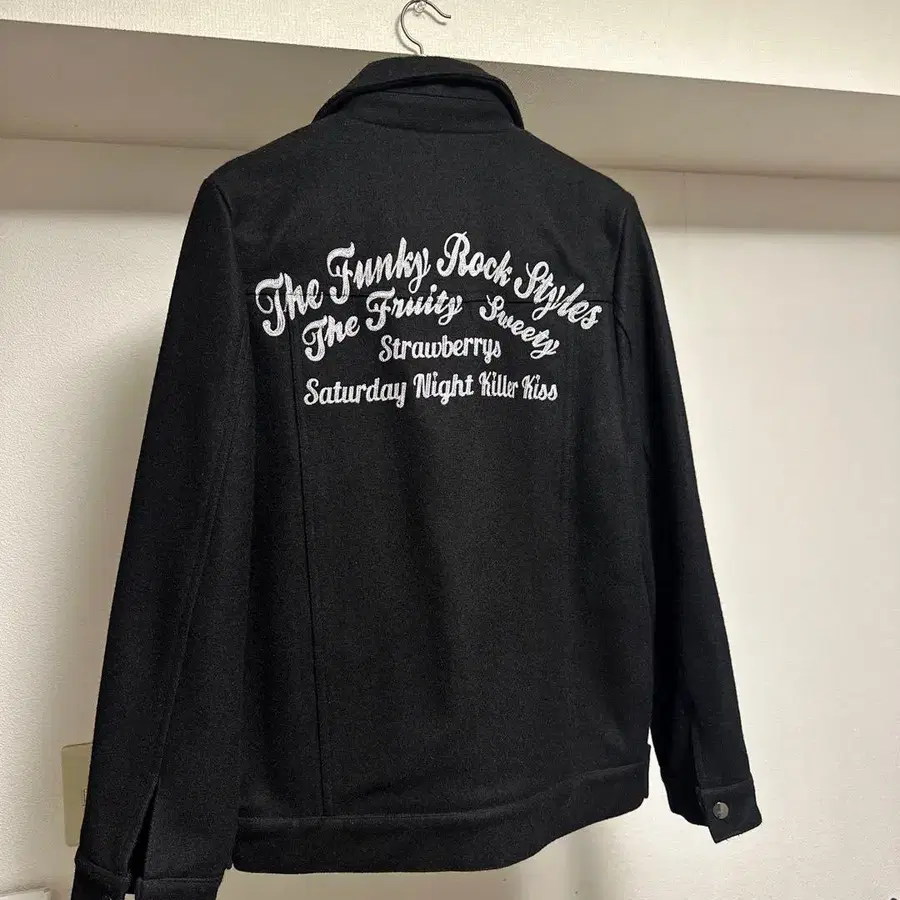 The Funky Rock Styles
The Fruity Sweety
Strawberrys
Saturday Night Killer Kiss